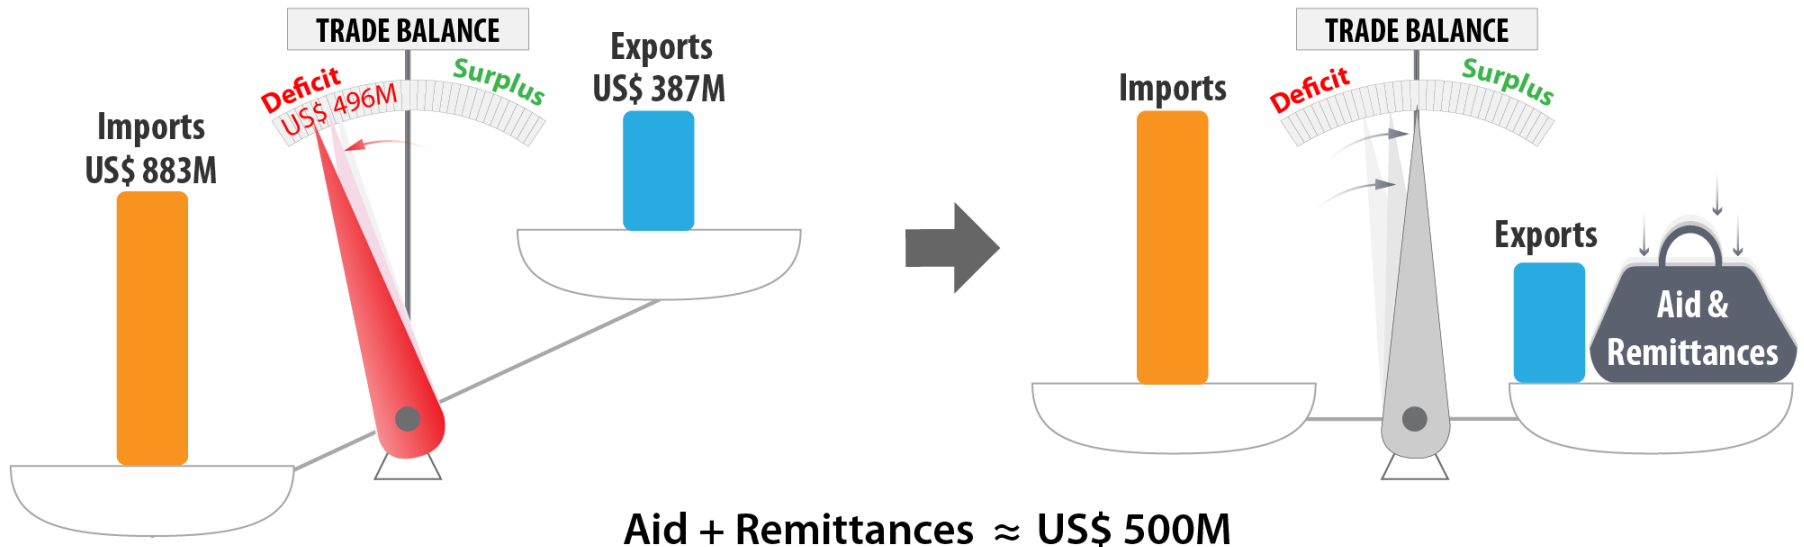 TRADE BALANCE
Deficit
US$ 496M
Surplus
Imports
US$ 883M
Exports
US$ 387M
TRADE BALANCE
Deficit
Surplus
Imports
Exports
Aid &
Remittances
Aid + Remittances ≈ US$ 500M